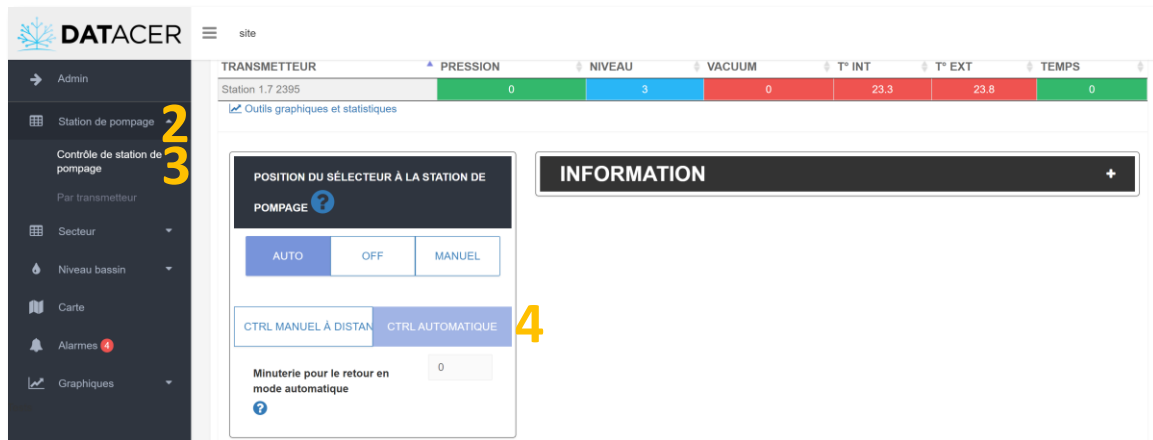 DATACER
site
Admin
Station de pompage
2
Contrôle de station de
pompage
3
Par transmetteur
Secteur
Niveau bassin
Carte
Alarmes 4
Graphiques
TRANSMETTEUR PRESSION NIVEAU VACUUM T° INT T° EXT TEMPS
Station 1.7 2395 0 3 0 23.3 23.8 0
Outils graphiques et statistiques
POSITION DU SÉLECTEUR À LA STATION DE
POMPAGE ?
AUTO OFF MANUEL
CTRL MANUEL À DISTAN CTRL AUTOMATIQUE 4
Minuterie pour le retour en
mode automatique
0
?
INFORMATION +